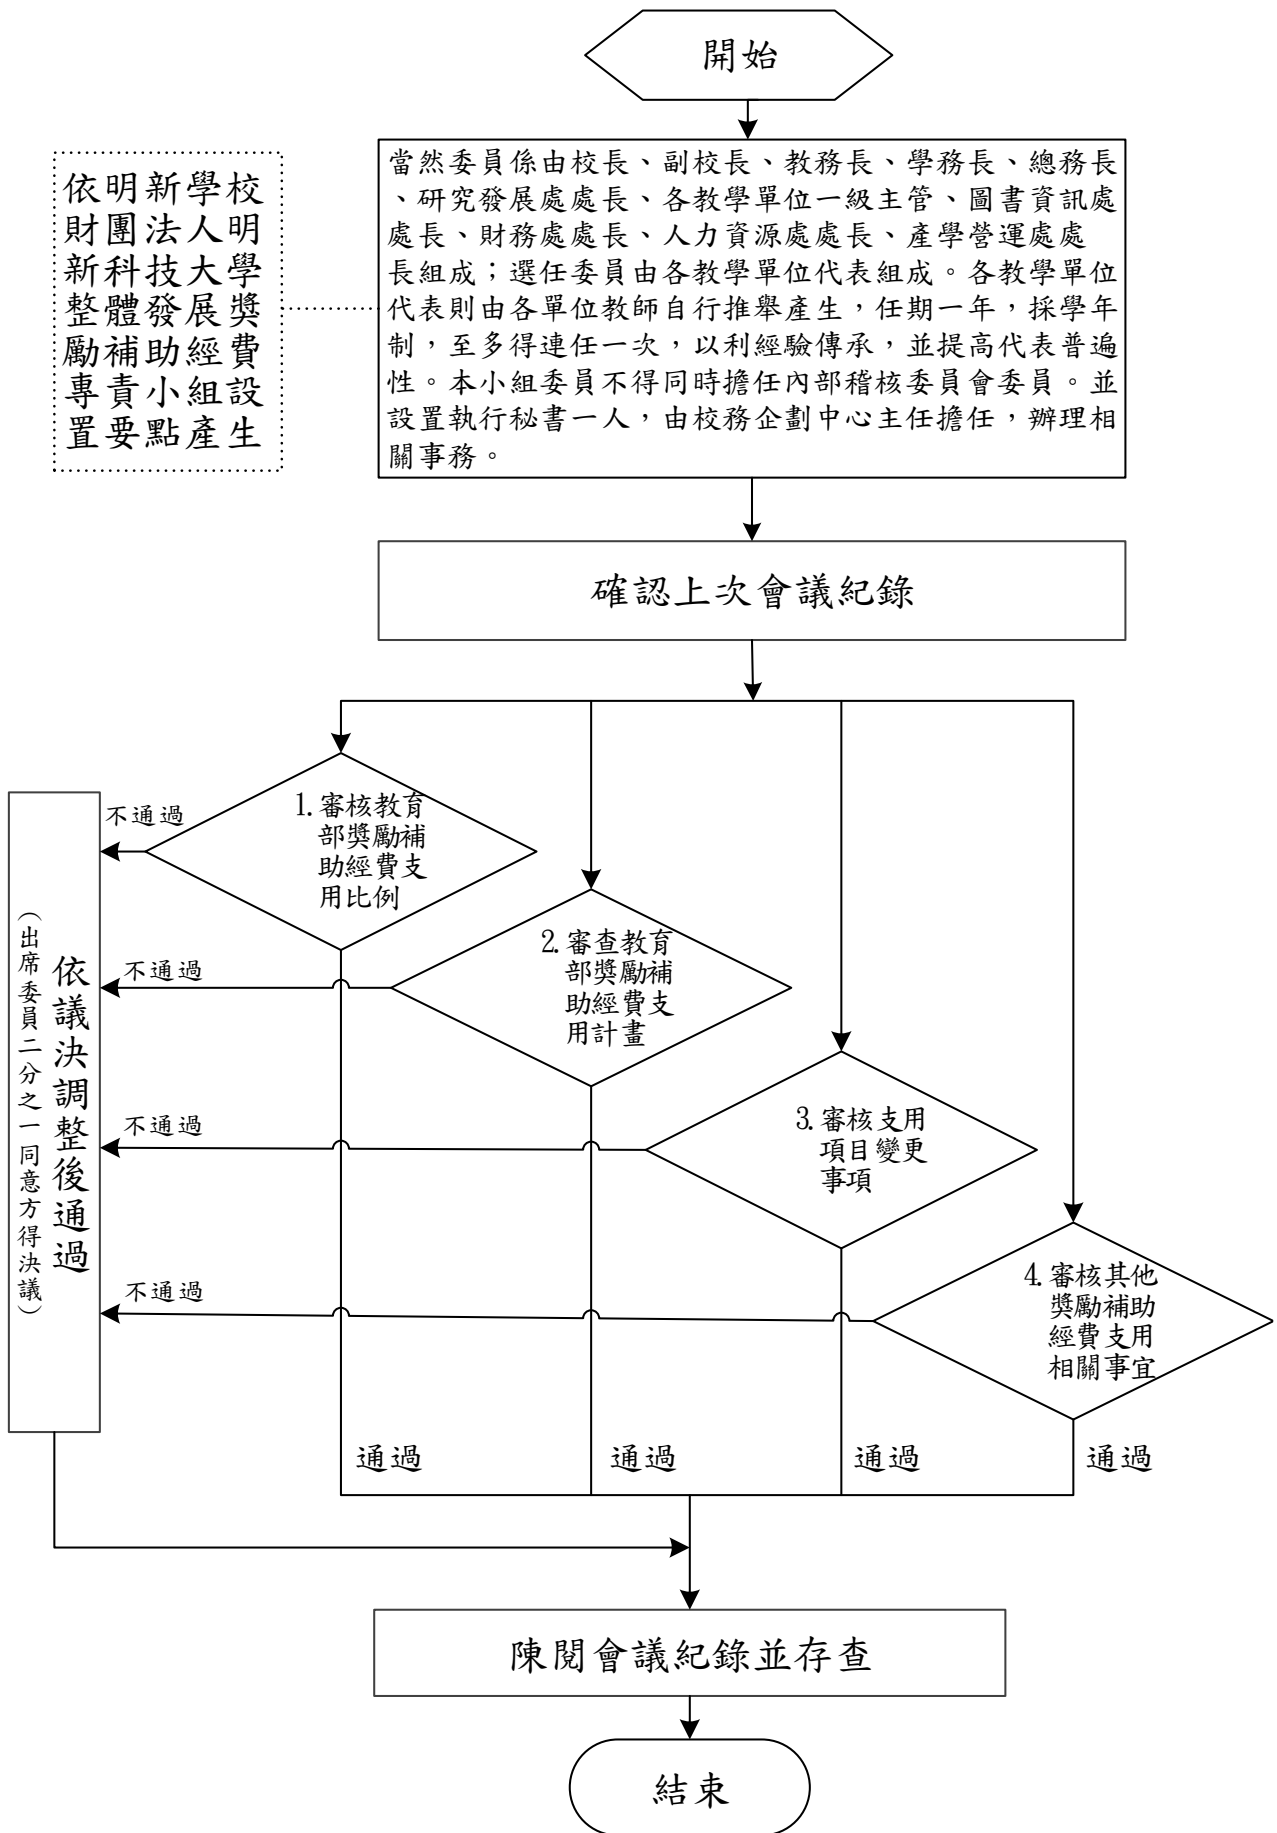 開始
依明新學校
財團法人明
新科技大學
整體發展獎
勵補助經費
專責小組設
置要點產生
當然委員係由校長、副校長、教務長、學務長、總務長
、研究發展處處長、各教學單位一級主管、圖書資訊處
處長、財務處處長、人力資源處處長、產學營運處處
長組成；選任委員由各教學單位代表組成。各教學單位
代表則由各單位教師自行推舉產生，任期一年，採學年
制，至多得連任一次，以利經驗傳承，並提高代表普遍
性。本小組委員不得同時擔任內部稽核委員會委員。並
設置執行秘書一人，由校務企劃中心主任擔任，辦理相
關事務。
確認上次會議紀錄
1.審核教育
部獎勵補
助經費支
用比例
不通過
2.審查教育
部獎勵補
助經費支
用計畫
不通過
3.審核支用
項目變更
事項
不通過
4.審核其他
獎勵補助
經費支用
相關事宜
不通過
依議決調整後通過
（出席委員二分之一同意方得決議）
通過
通過
通過
通過
陳閱會議紀錄並存查
結束